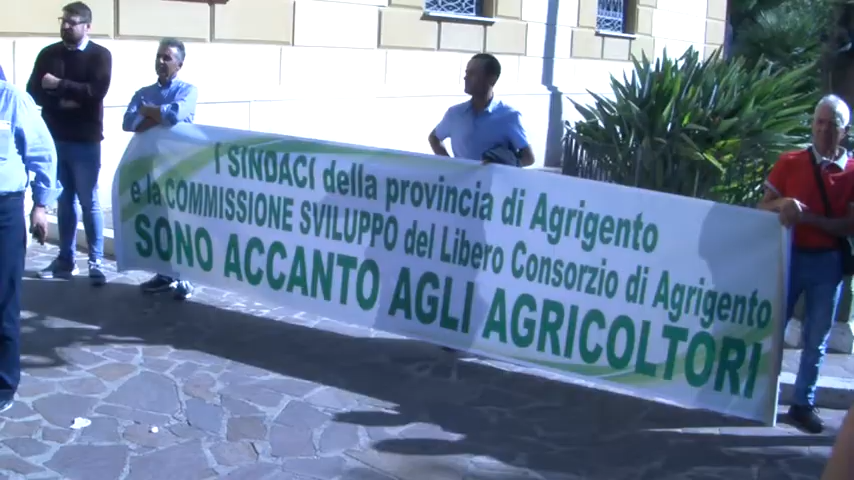 I SINDACI della provincia di Agrigento
e la COMMISSIONE SVILUPPO del Libero Consorzio di Agrigento
SONO ACCANTO AGLI AGRICOLTORI